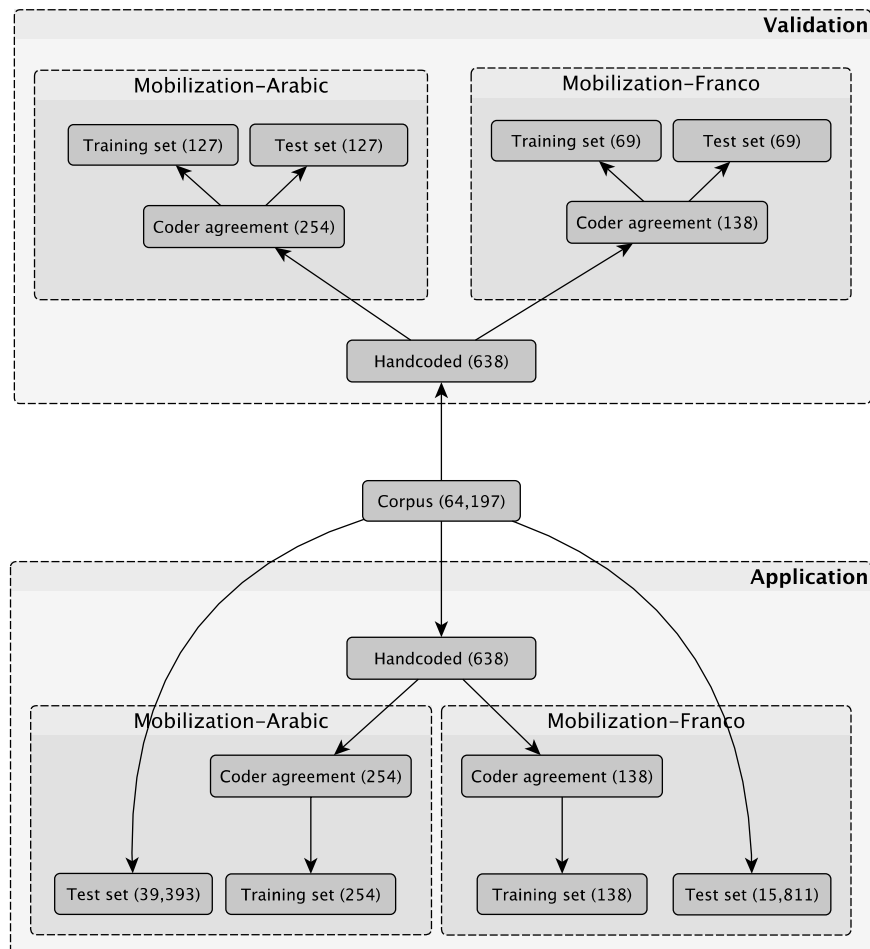 Validation
Mobilization-Arabic
Mobilization-Franco
Training set (127)
Test set (127)
Training set (69)
Test set (69)
Coder agreement (254)
Coder agreement (138)
Handcoded (638)
Corpus (64,197)
Application
Handcoded (638)
Mobilization-Arabic
Mobilization-Franco
Coder agreement (254)
Coder agreement (138)
Test set (39,393)
Training set (254)
Training set (138)
Test set (15,811)